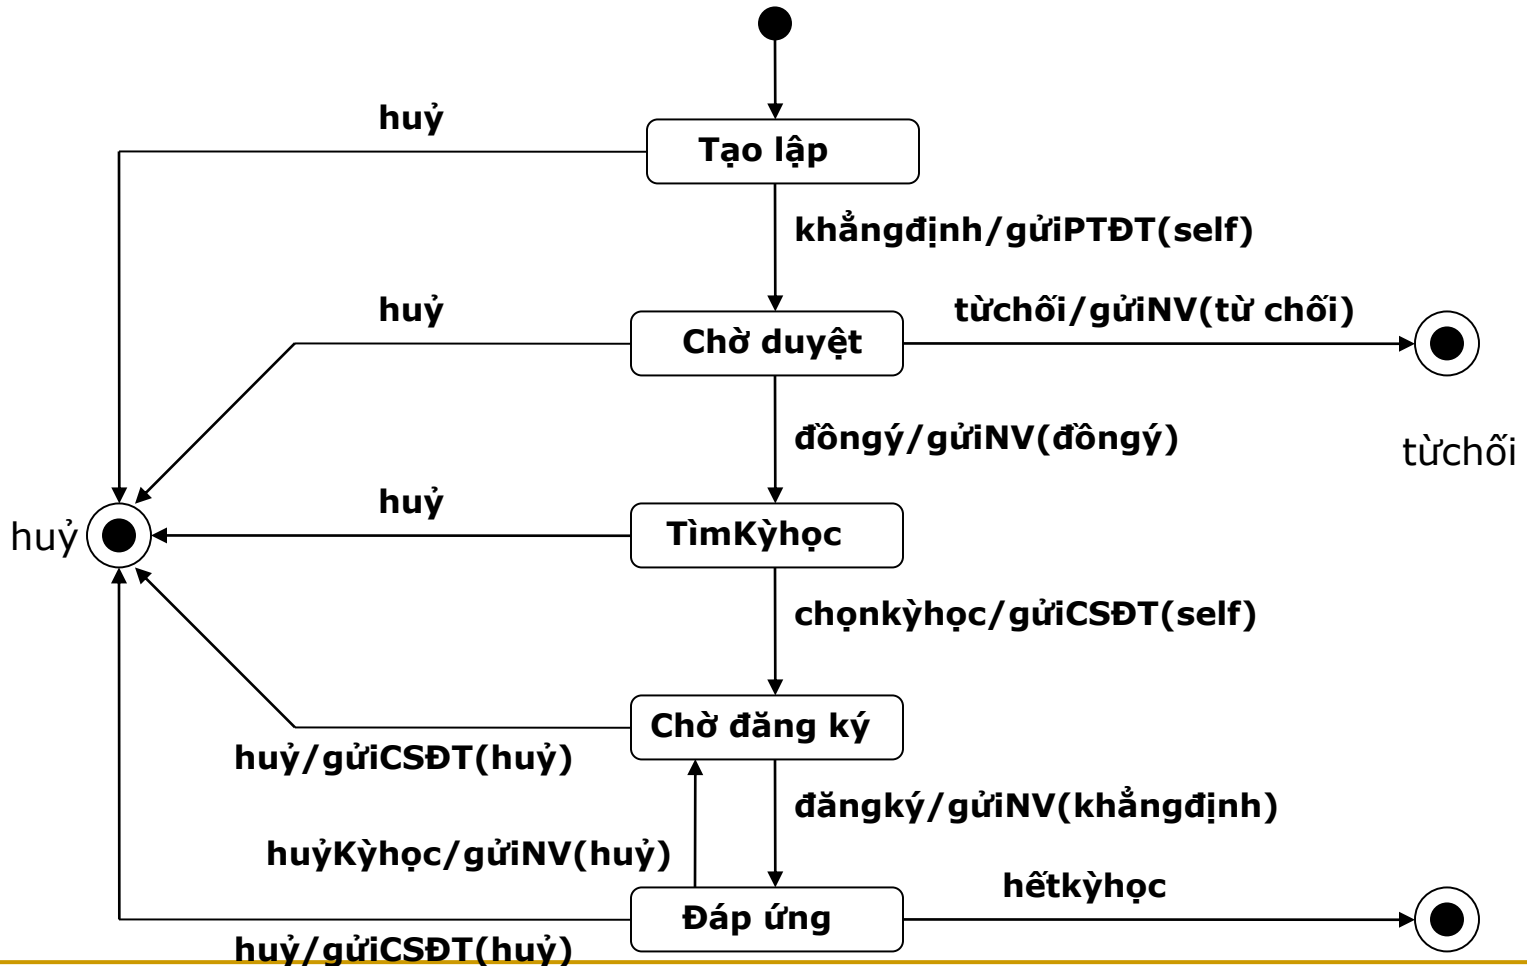 huỷ
Tạo lập
khẳngđịnh/gửiPTĐT(self)
huỷ
từchối/gửiNV(từ chối)
Chờ duyệt
đồngý/gửiNV(đồngý)
từchối
huỷ
huỷ
TìmKỳhọc
chọnkỳhọc/gửiCSĐT(self)
Chờ đăng ký
huỷ/gửiCSĐT(huỷ)
đăngký/gửiNV(khẳngđịnh)
huỷKỳhọc/gửiNV(huỷ)
hếtkỳhọc
Đáp ứng
huỷ/gửiCSĐT(huỷ)